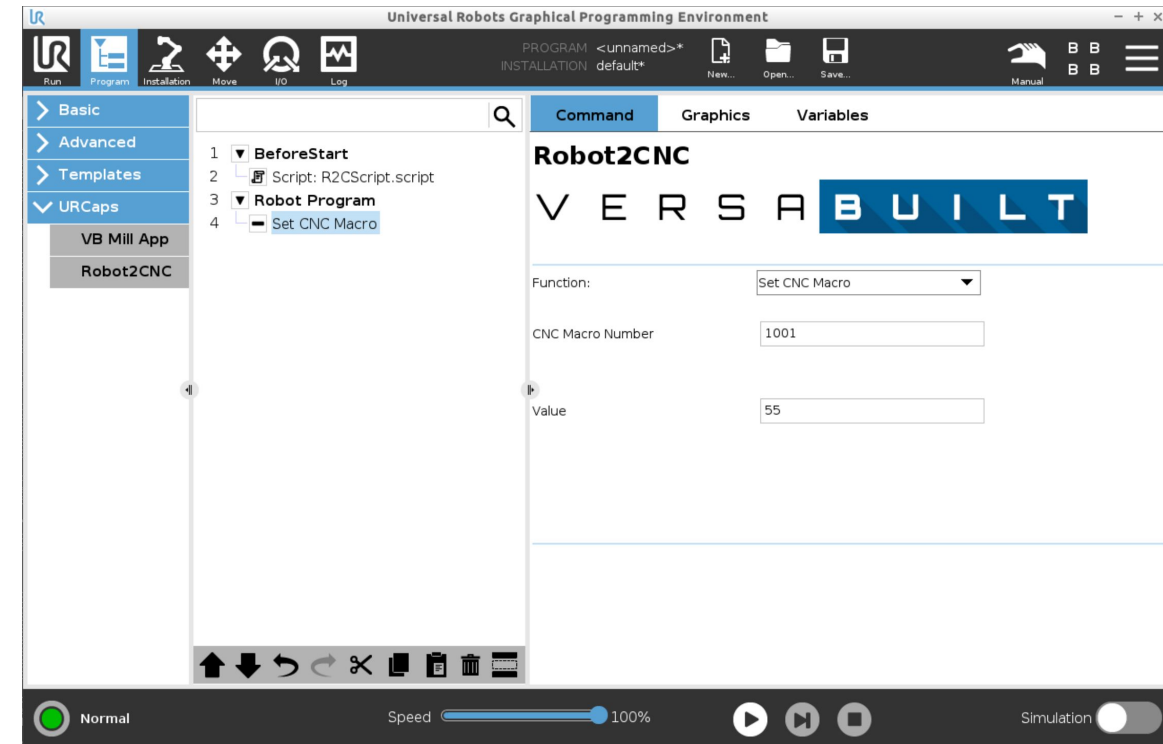 UR Universal Robots Graphical Programming Environment
UR
PROGRAM <unnamed>*
INSTALLATION default*
Run Program Installation Move I/O Log New... Open... Save... Manual
B B
B B
Basic
Advanced
Templates
URCaps
VB Mill App
Robot2CNC
1 BeforeStart
2 Script: R2CScript.script
3 Robot Program
4 Set CNC Macro
Command Graphics Variables
Robot2CNC
VERSABUILT
Function: Set CNC Macro
CNC Macro Number 1001
Value 55
Normal Speed 100% Simulation